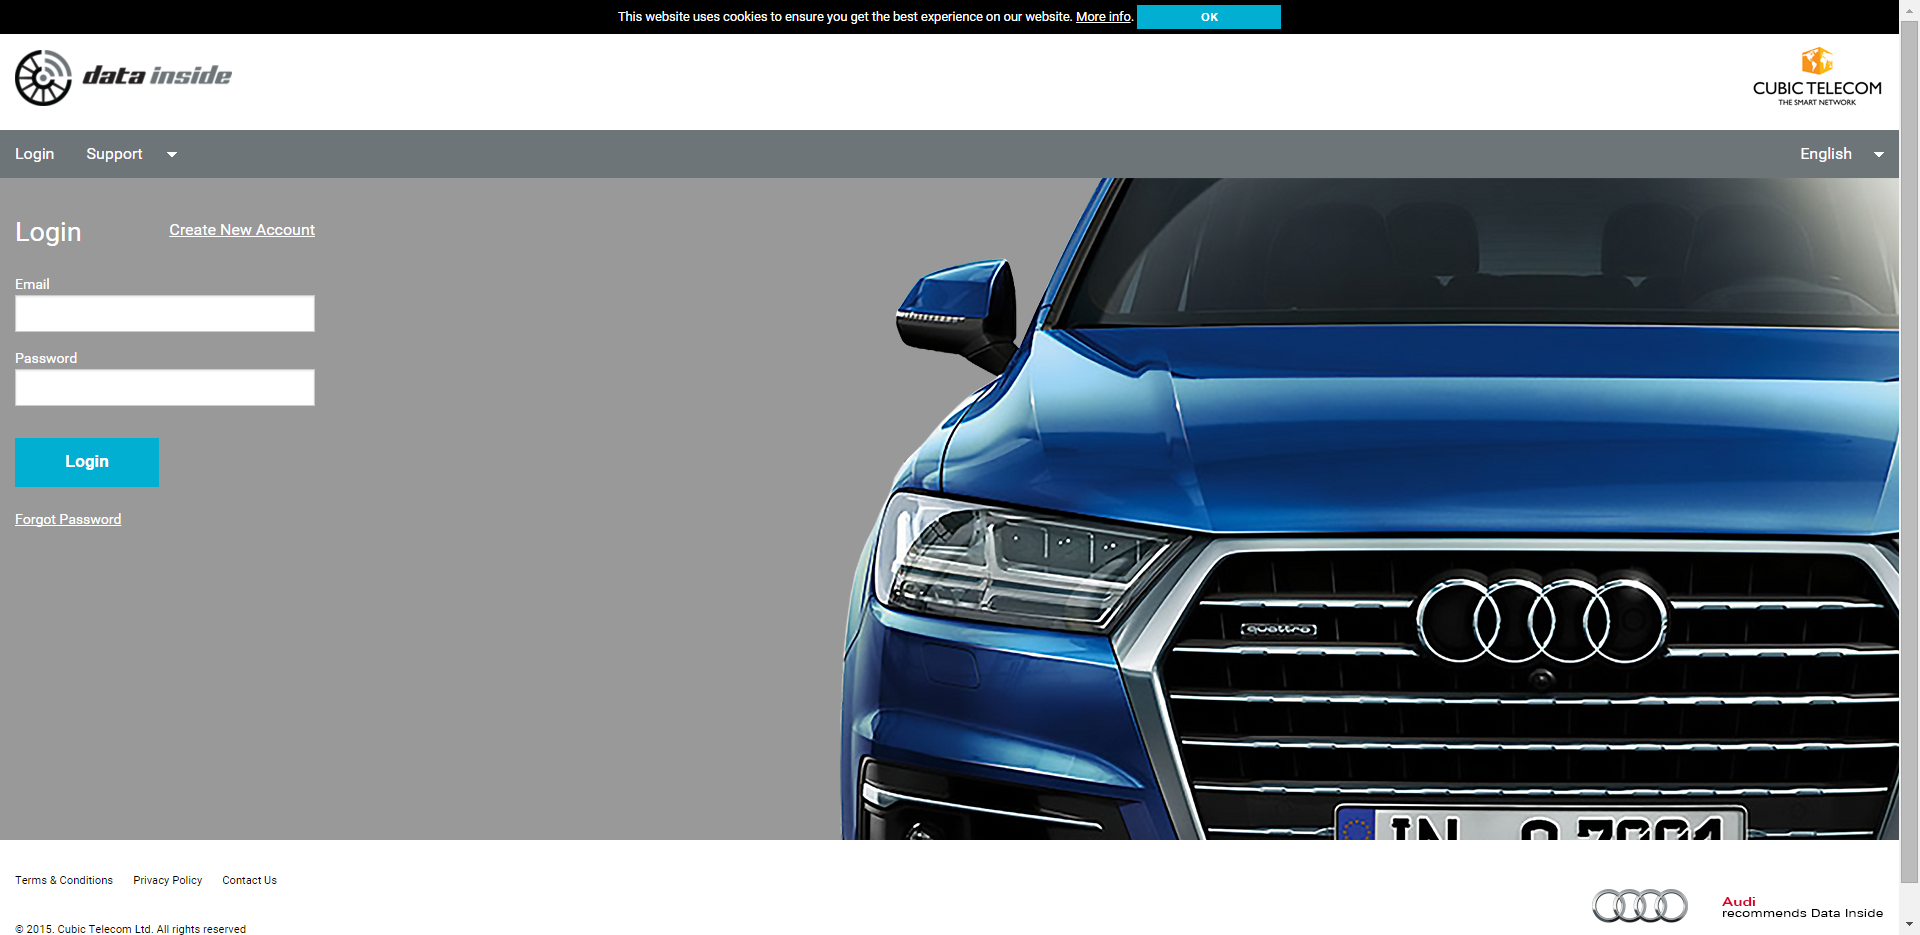 This website uses cookies to ensure you get the best experience on our website. More info. OK
data inside
CUBIC TELECOM
THE SMART NETWORK
Login Support English
Login Create New Account
Email
Password
Login
Forgot Password
quattro
Terms & Conditions Privacy Policy Contact Us
Audi
recommends Data Inside
© 2015. Cubic Telecom Ltd. All rights reserved